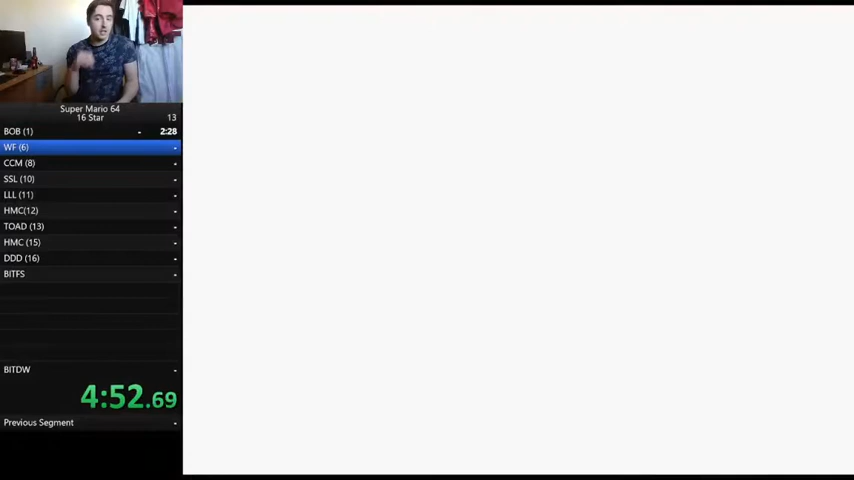 Super Mario 64
16 Star 13
BOB (1) - 2:28
WF (6) -
CCM (8) -
SSL (10) -
LLL (11) -
HMC(12) -
TOAD (13) -
HMC (15) -
DDD (16) -
BITFS -
BITDW -
4:52.69
Previous Segment -